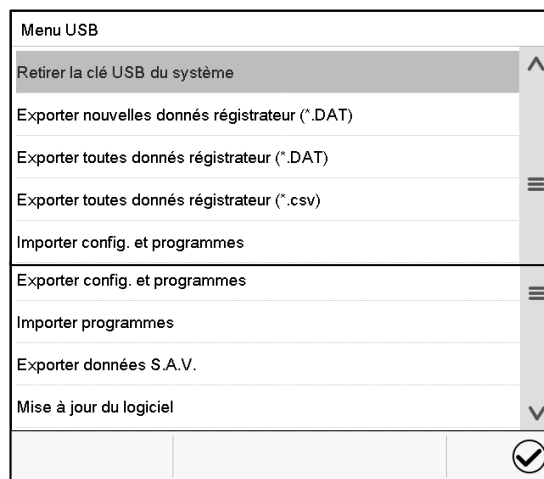 Menu USB
Retirer la clé USB du système
Exporter nouvelles donnés régistrateur (*.DAT)
Exporter toutes donnés régistrateur (*.DAT)
Exporter toutes donnés régistrateur (*.csv)
Importer config. et programmes
Exporter config. et programmes
Importer programmes
Exporter données S.A.V.
Mise à jour du logiciel